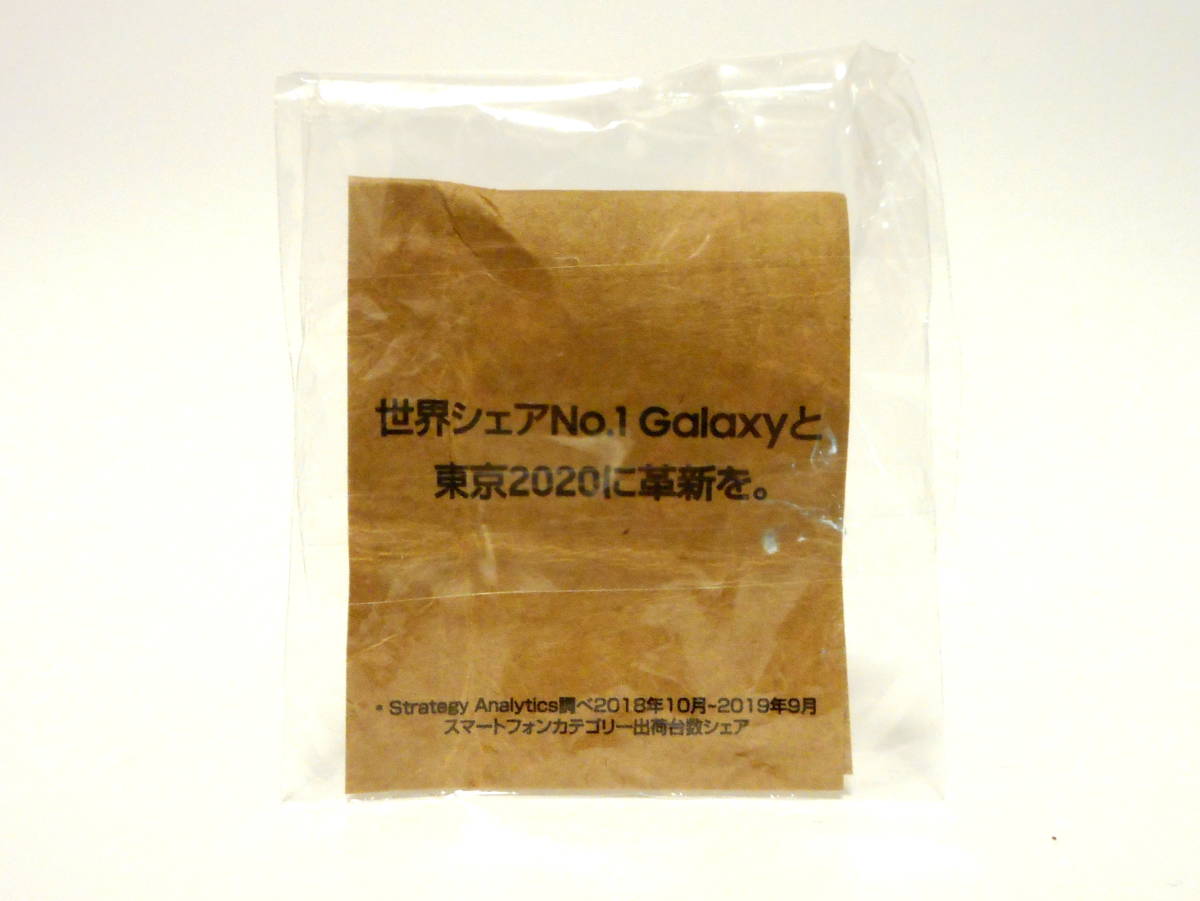 世界シェアNo.1 Galaxyと
東京2020に革新を。
* Strategy Analytics調べ2018年10月~2019年9月
スマートフォンカテゴリー出荷台数シェア